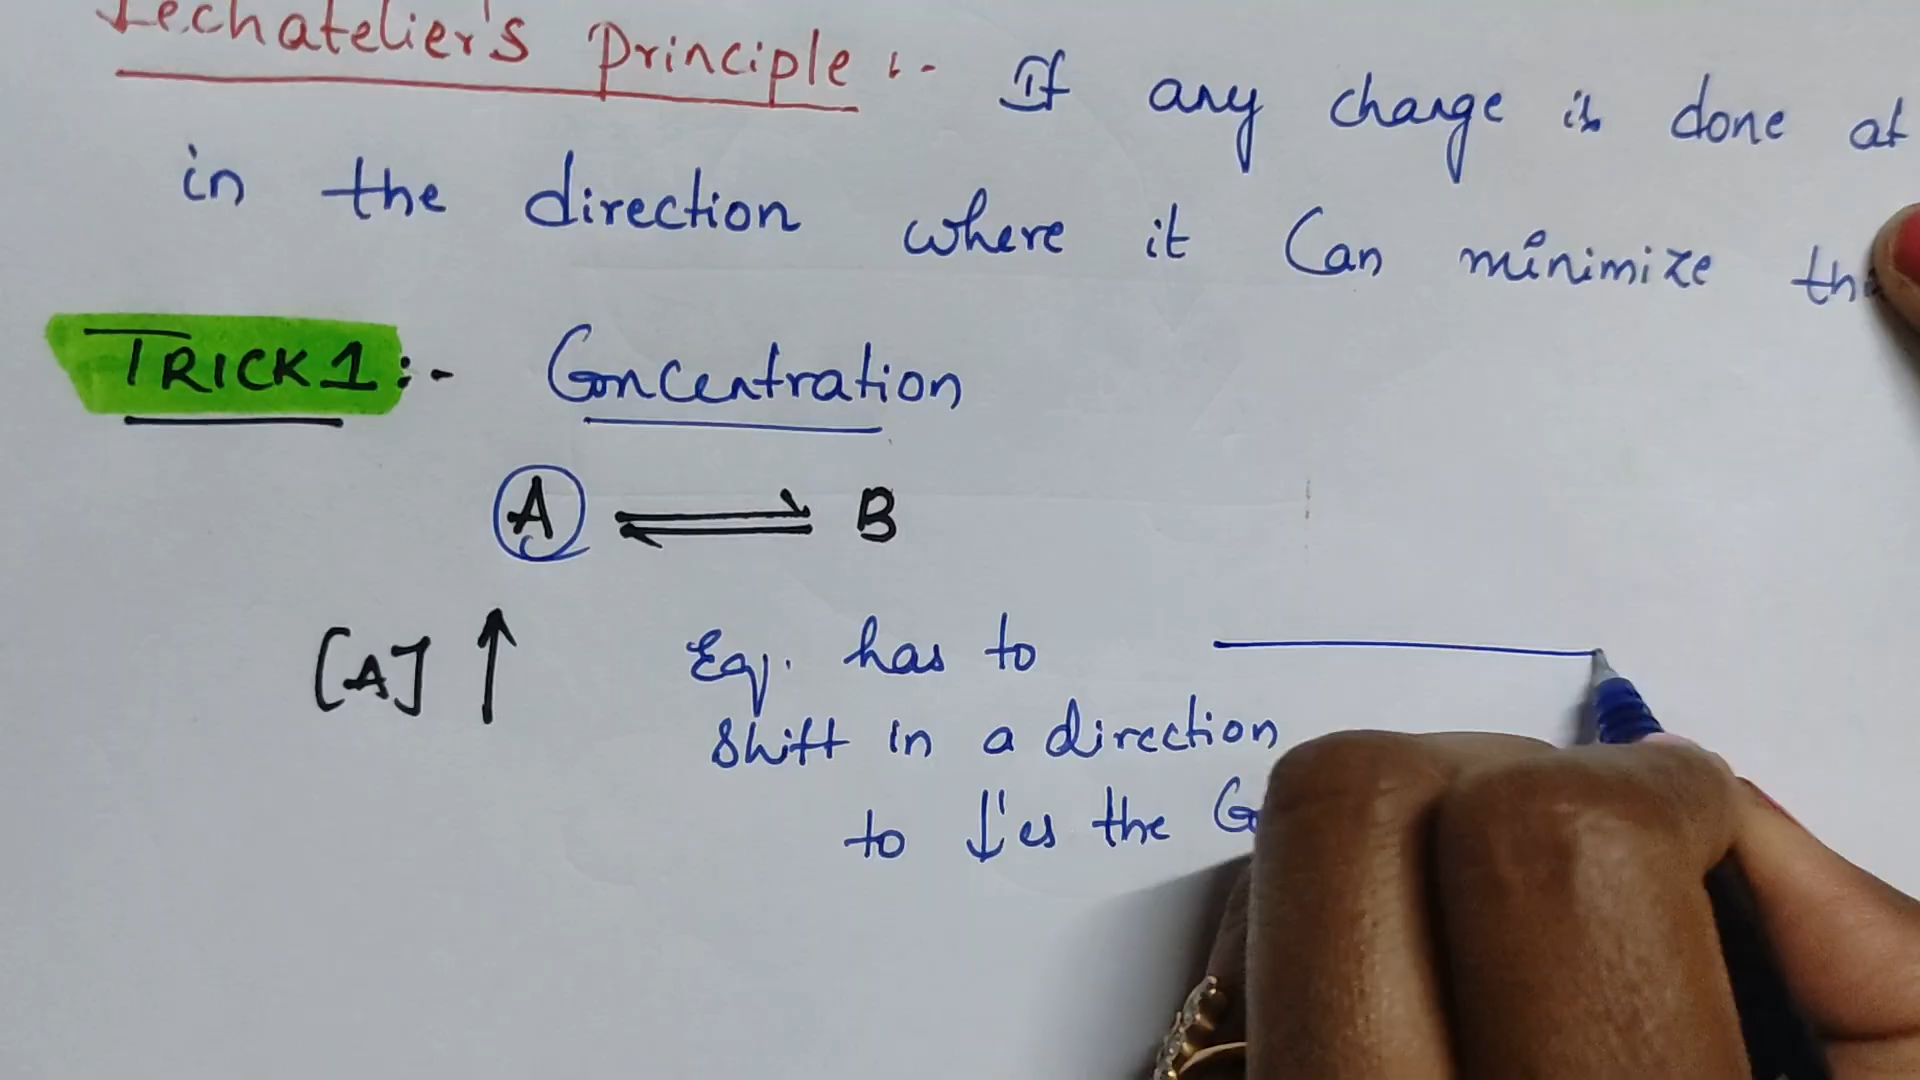 Lechatelier's Principle :- If any change is done at
in the direction where it can minimize the
TRICK 1 :- Concentration
A ⇌ B
[A] ↑ Eq. has to
shift in a direction
to ↓'es the